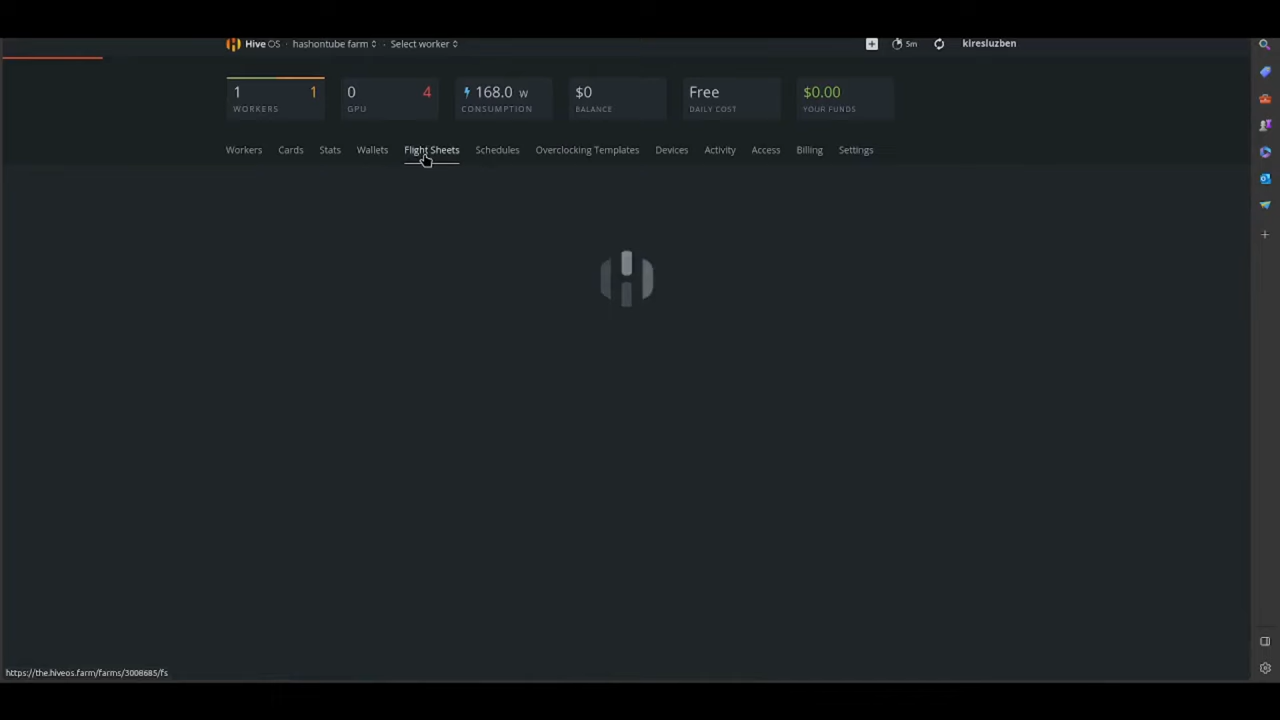 Hive OS · hashontube farm · Select worker
5m
klresluzben
1 1
WORKERS
0 4
GPU
168.0 W
CONSUMPTION
$0
BALANCE
Free
DAILY COST
$0.00
YOUR FUNDS
Workers Cards Stats Wallets Flight Sheets Schedules Overclocking Templates Devices Activity Access Billing Settings
https://the.hiveos.farm/farms/3008685/fs